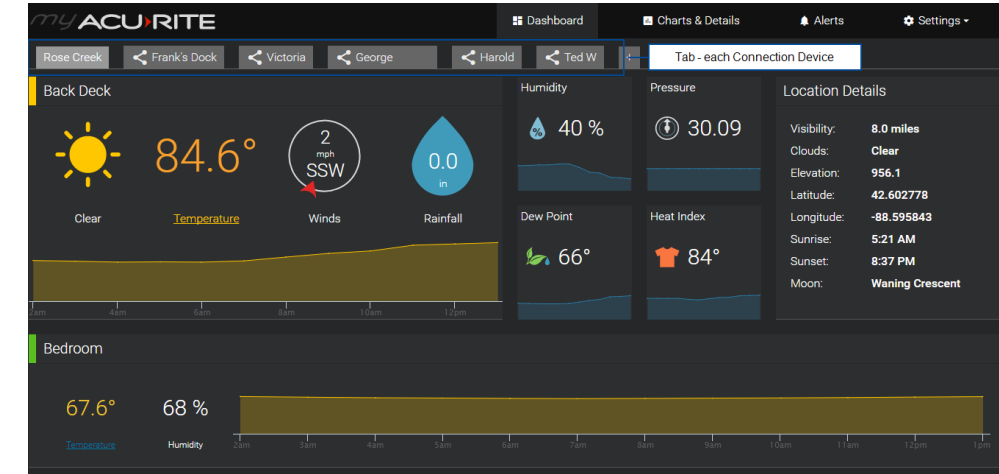 my ACU›RITE
Dashboard
Charts & Details
Alerts
Settings
Rose Creek
Frank's Dock
Victoria
George
Harold
Ted W
Tab - each Connection Device
Back Deck
84.6°
2
mph
SSW
0.0
in
Clear
Temperature
Winds
Rainfall
2am 4am 6am 8am 10am 12pm
Humidity
40 %
Pressure
30.09
Dew Point
66°
Heat Index
84°
Location Details
Visibility: 8.0 miles
Clouds: Clear
Elevation: 956.1
Latitude: 42.602778
Longitude: -88.595843
Sunrise: 5:21 AM
Sunset: 8:37 PM
Moon: Waning Crescent
Bedroom
67.6°
68 %
Temperature
Humidity
2am 3am 4am 5am 6am 7am 8am 9am 10am 11am 12pm 1pm